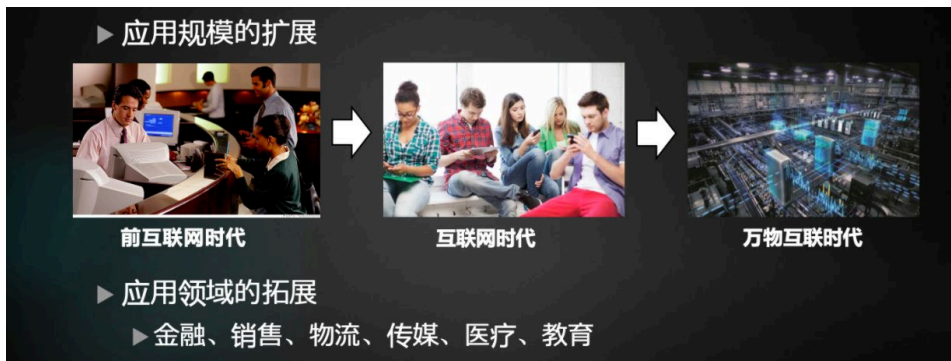 应用规模的扩展
前互联网时代
互联网时代
万物互联时代
应用领域的拓展
金融、销售、物流、传媒、医疗、教育